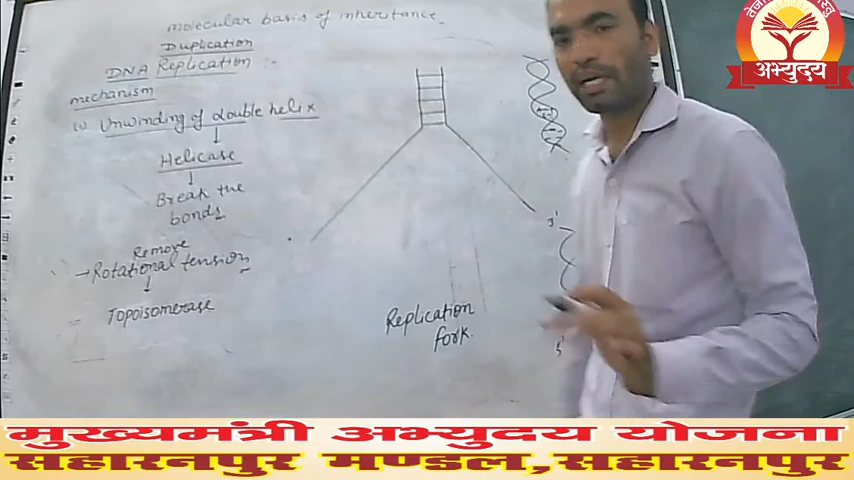 molecular basis of inheritance
Duplication
DNA Replication :-
mechanism
(1) Unwinding of double helix
Helicase
Break the
bonds
Remove
→ Rotational tension
Topoisomerase
Replication
fork.
3'
5'
अभ्युदय
मुख्यमंत्री अभ्युदय योजना
सहारनपुर मण्डल,सहारनपुर